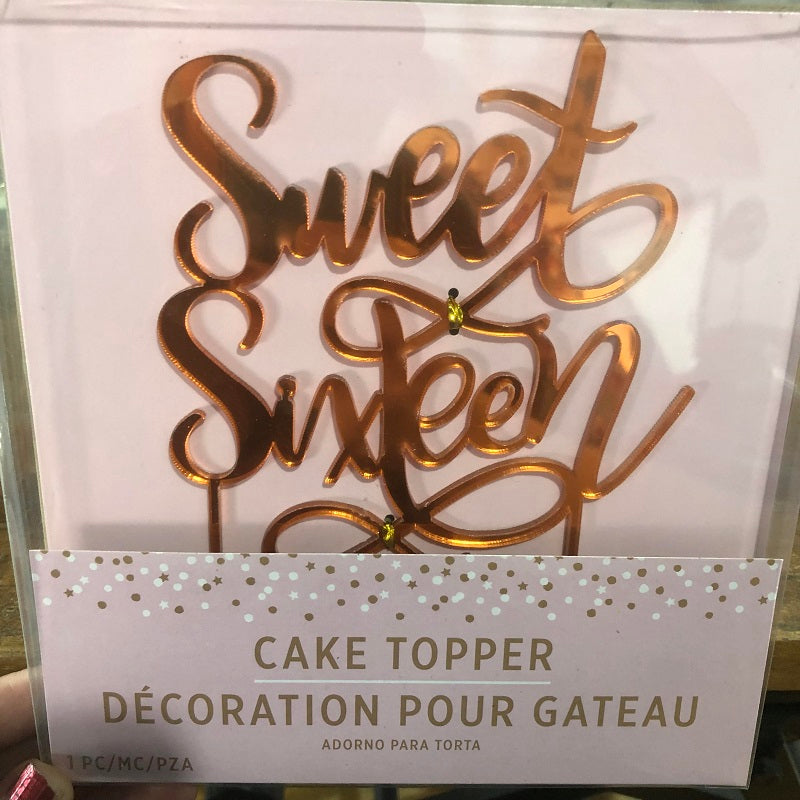 Sweet
Sixteen
CAKE TOPPER
DÉCORATION POUR GATEAU
ADORNO PARA TORTA
1 PC/MC/PZA